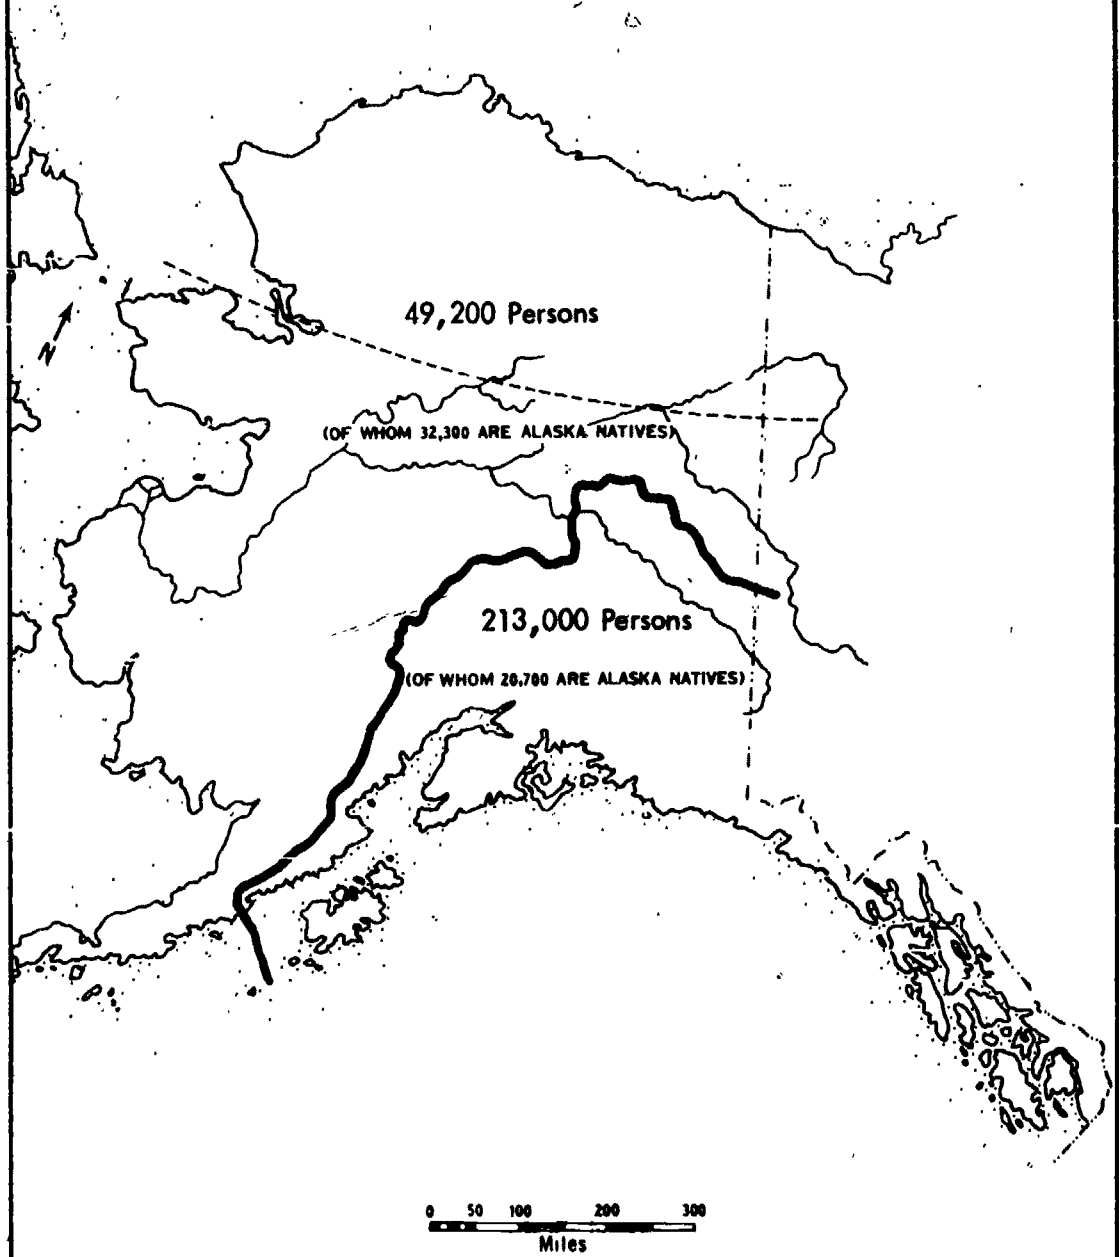 49,200 Persons
N
(OF WHOM 32,300 ARE ALASKA NATIVES)
213,000 Persons
(OF WHOM 20,700 ARE ALASKA NATIVES)
0 50 100 200 300
Miles